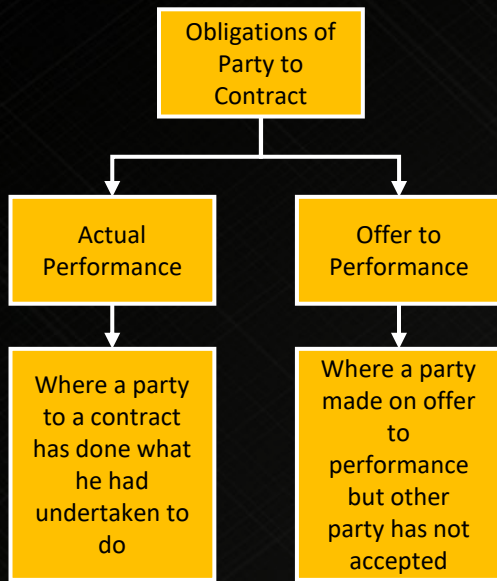 Obligations of
Party to
Contract
Actual
Performance
Offer to
Performance
Where a party
to a contract
has done what
he had
undertaken to
do
Where a party
made on offer
to
performance
but other
party has not
accepted